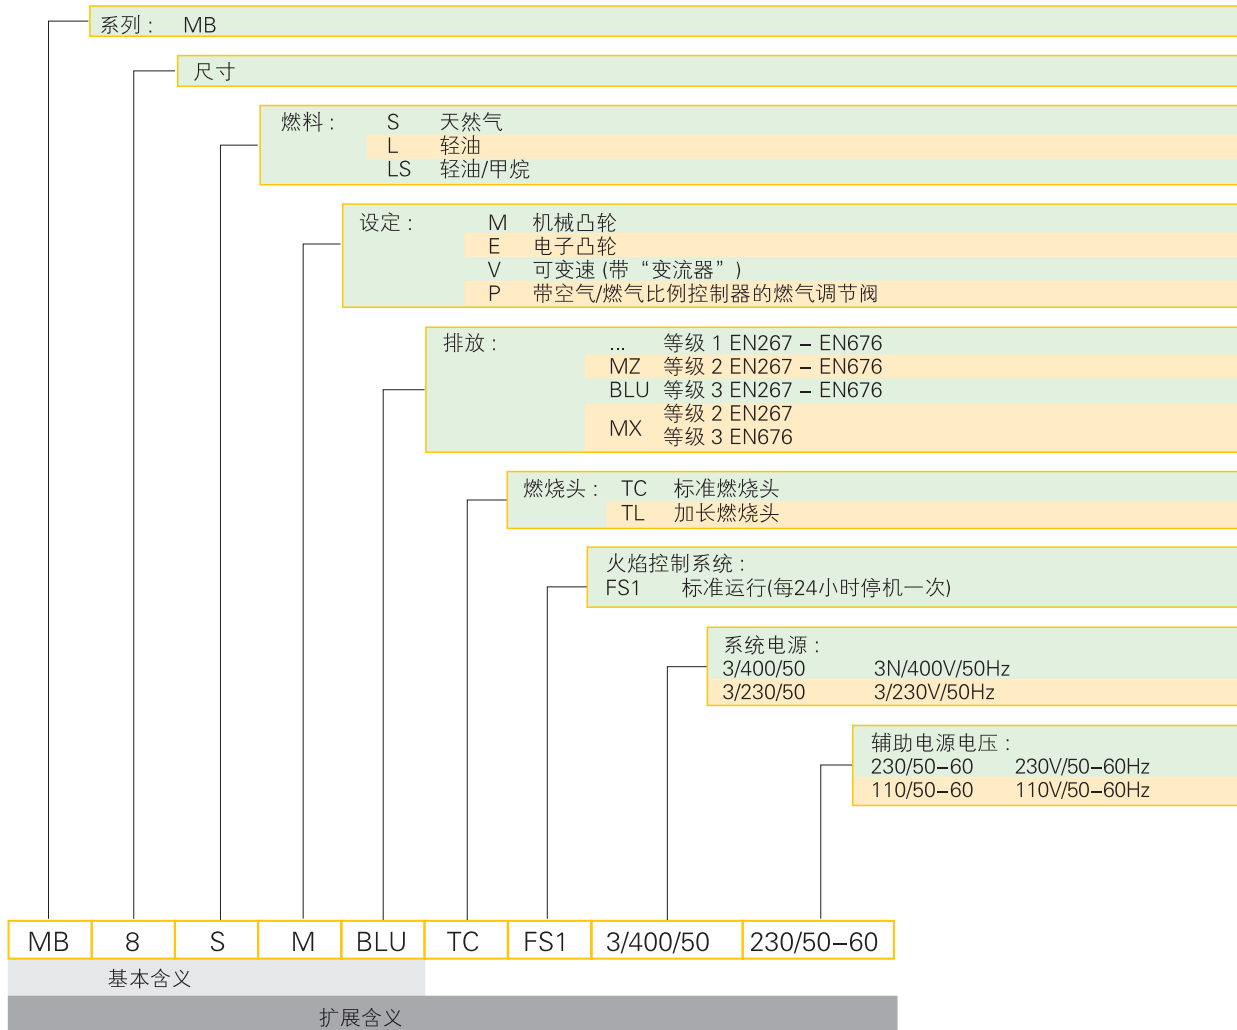 系列： MB
尺寸
燃料： S 天然气
L 轻油
LS 轻油/甲烷
设定： M 机械凸轮
E 电子凸轮
V 可变速 (带“变流器”)
P 带空气/燃气比例控制器的燃气调节阀
排放： ... 等级 1 EN267 – EN676
MZ 等级 2 EN267 – EN676
BLU 等级 3 EN267 – EN676
MX 等级 2 EN267
等级 3 EN676
燃烧头： TC 标准燃烧头
TL 加长燃烧头
火焰控制系统：
FS1 标准运行(每24小时停机一次)
系统电源：
3/400/50 3N/400V/50Hz
3/230/50 3/230V/50Hz
辅助电源电压：
230/50–60 230V/50–60Hz
110/50–60 110V/50–60Hz
MB 8 S M BLU TC FS1 3/400/50 230/50–60
基本含义
扩展含义